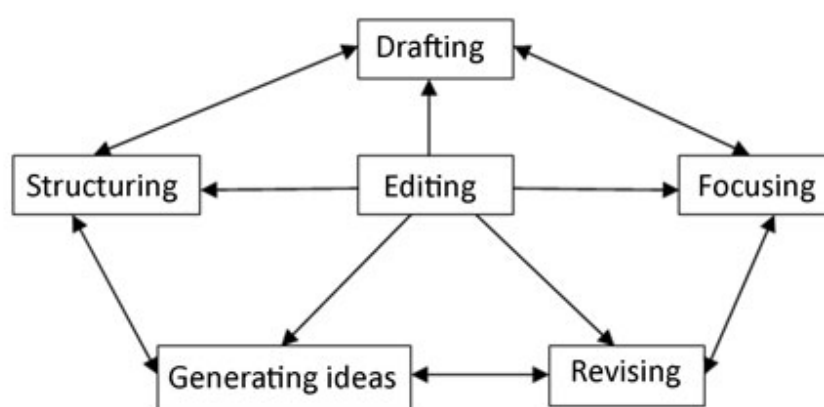 Drafting
Structuring
Editing
Focusing
Generating ideas
Revising